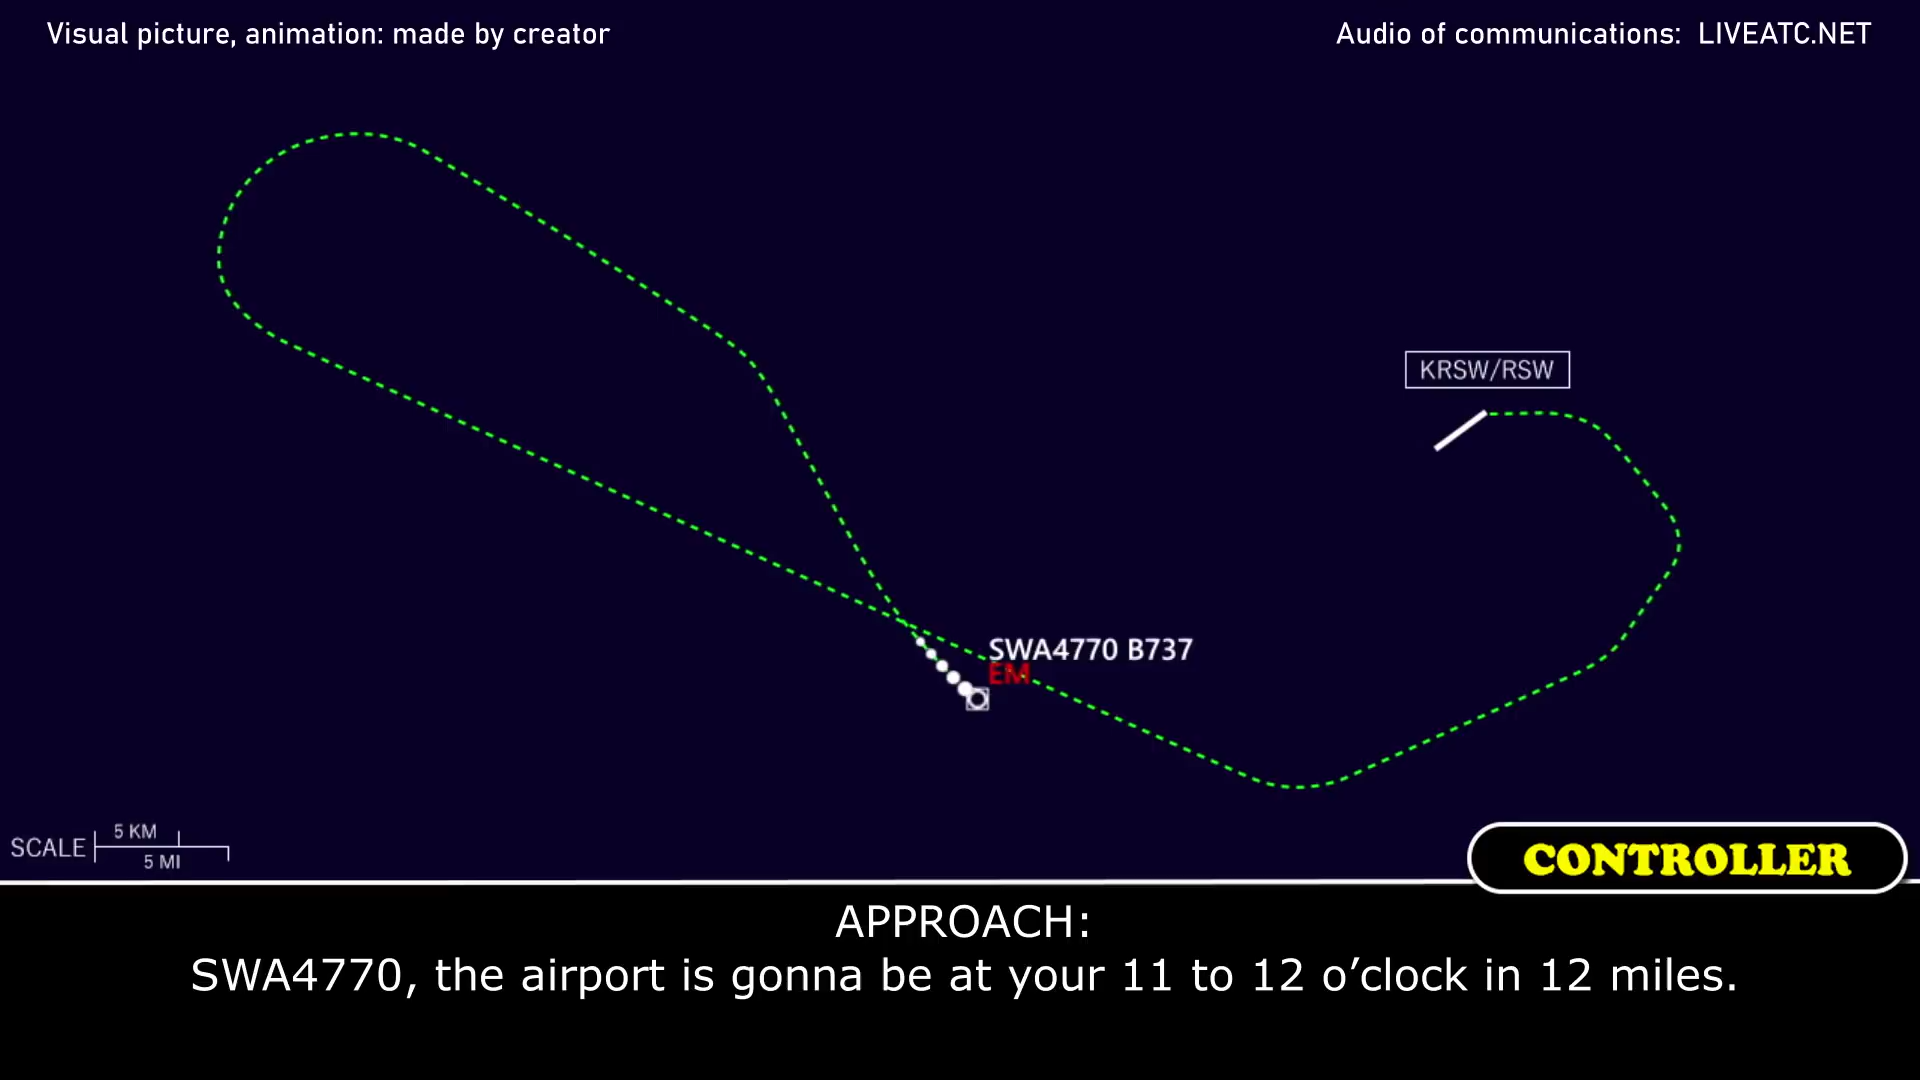 Visual picture, animation: made by creator
Audio of communications: LIVEATC.NET
KRSW/RSW
SWA4770 B737
EM
SCALE
5 KM
5 MI
CONTROLLER
APPROACH:
SWA4770, the airport is gonna be at your 11 to 12 o’clock in 12 miles.